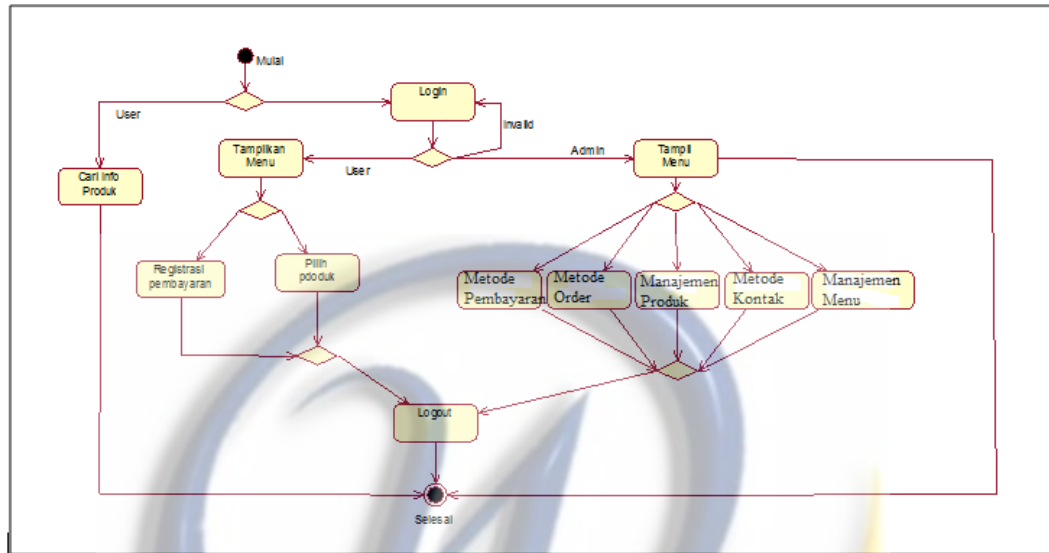 Mulai
User
Login
Invalid
Tampilkan
Menu
User
Admin
Tampil
Menu
Cari Info
Produk
Registrasi
pembayaran
Pilih
pdoduk
Metode
Pembayaran
Metode
Order
Manajemen
Produk
Metode
Kontak
Manajemen
Menu
Logout
Selesai